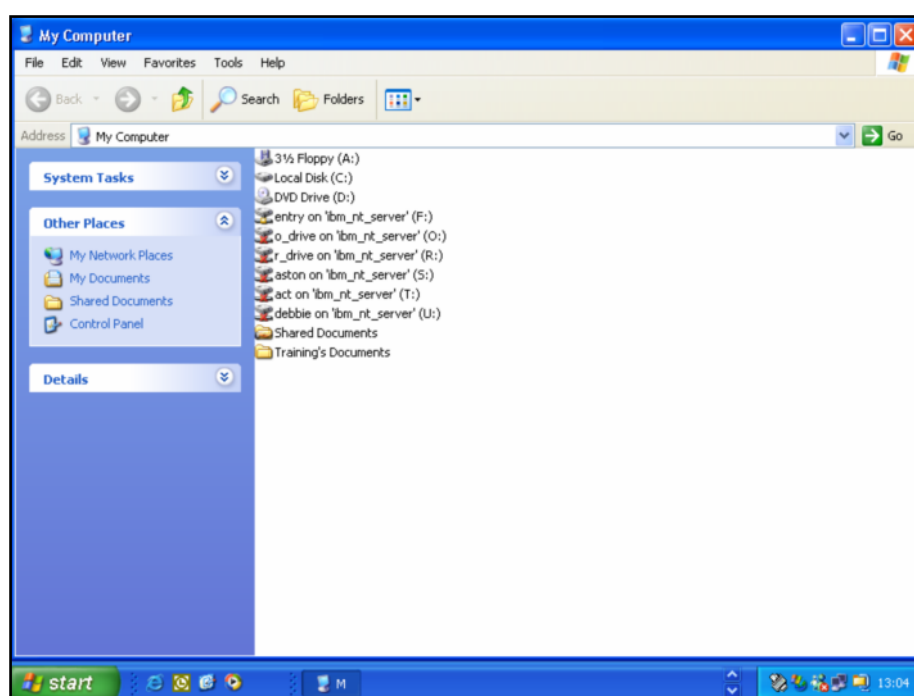 My Computer
File Edit View Favorites Tools Help
Back Search Folders
Address My Computer Go
System Tasks
Other Places
My Network Places
My Documents
Shared Documents
Control Panel
Details
3½ Floppy (A:)
Local Disk (C:)
DVD Drive (D:)
entry on 'ibm_nt_server' (F:)
o_drive on 'ibm_nt_server' (O:)
r_drive on 'ibm_nt_server' (R:)
aston on 'ibm_nt_server' (S:)
act on 'ibm_nt_server' (T:)
debbie on 'ibm_nt_server' (U:)
Shared Documents
Training's Documents
start M 13:04